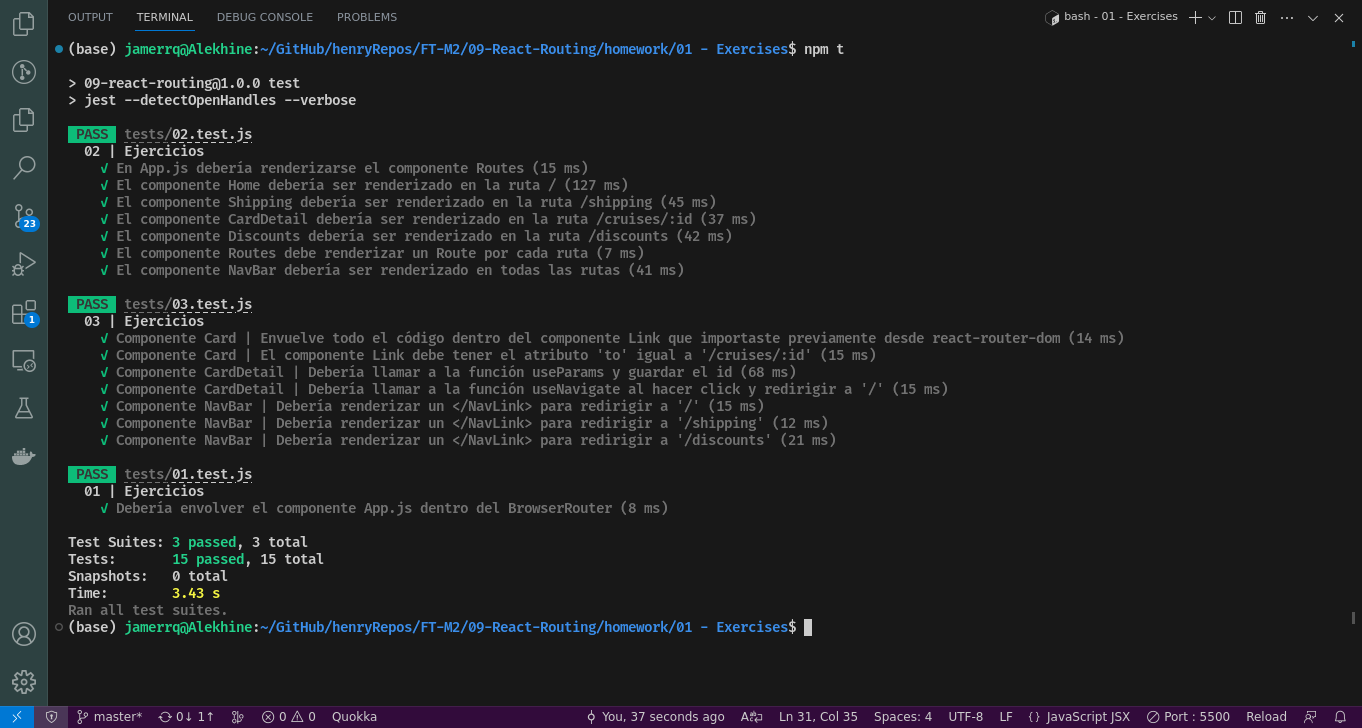 OUTPUT TERMINAL DEBUG CONSOLE PROBLEMS bash - 01 - Exercises
(base) jamerrq@Alekhine:~/GitHub/henryRepos/FT-M2/09-React-Routing/homework/01 - Exercises$ npm t
> 09-react-routing@1.0.0 test
> jest --detectOpenHandles --verbose
PASS tests/02.test.js
02 | Ejercicios
√ En App.js debería renderizarse el componente Routes (15 ms)
√ El componente Home debería ser renderizado en la ruta / (127 ms)
√ El componente Shipping debería ser renderizado en la ruta /shipping (45 ms)
√ El componente CardDetail debería ser renderizado en la ruta /cruises/:id (37 ms)
√ El componente Discounts debería ser renderizado en la ruta /discounts (42 ms)
√ El componente Routes debe renderizar un Route por cada ruta (7 ms)
√ El componente NavBar debería ser renderizado en todas las rutas (41 ms)
PASS tests/03.test.js
03 | Ejercicios
√ Componente Card | Envuelve todo el código dentro del componente Link que importaste previamente desde react-router-dom (14 ms)
√ Componente Card | El componente Link debe tener el atributo 'to' igual a '/cruises/:id' (15 ms)
√ Componente CardDetail | Debería llamar a la función useParams y guardar el id (68 ms)
√ Componente CardDetail | Debería llamar a la función useNavigate al hacer click y redirigir a '/' (15 ms)
√ Componente NavBar | Debería renderizar un </NavLink> para redirigir a '/' (15 ms)
√ Componente NavBar | Debería renderizar un </NavLink> para redirigir a '/shipping' (12 ms)
√ Componente NavBar | Debería renderizar un </NavLink> para redirigir a '/discounts' (21 ms)
PASS tests/01.test.js
01 | Ejercicios
√ Debería envolver el componente App.js dentro del BrowserRouter (8 ms)
Test Suites: 3 passed, 3 total
Tests: 15 passed, 15 total
Snapshots: 0 total
Time: 3.43 s
Ran all test suites.
(base) jamerrq@Alekhine:~/GitHub/henryRepos/FT-M2/09-React-Routing/homework/01 - Exercises$
23
1
master* 0↓ 1↑ 0 0 Quokka You, 37 seconds ago Ln 31, Col 35 Spaces: 4 UTF-8 LF {} JavaScript JSX Port : 5500 Reload